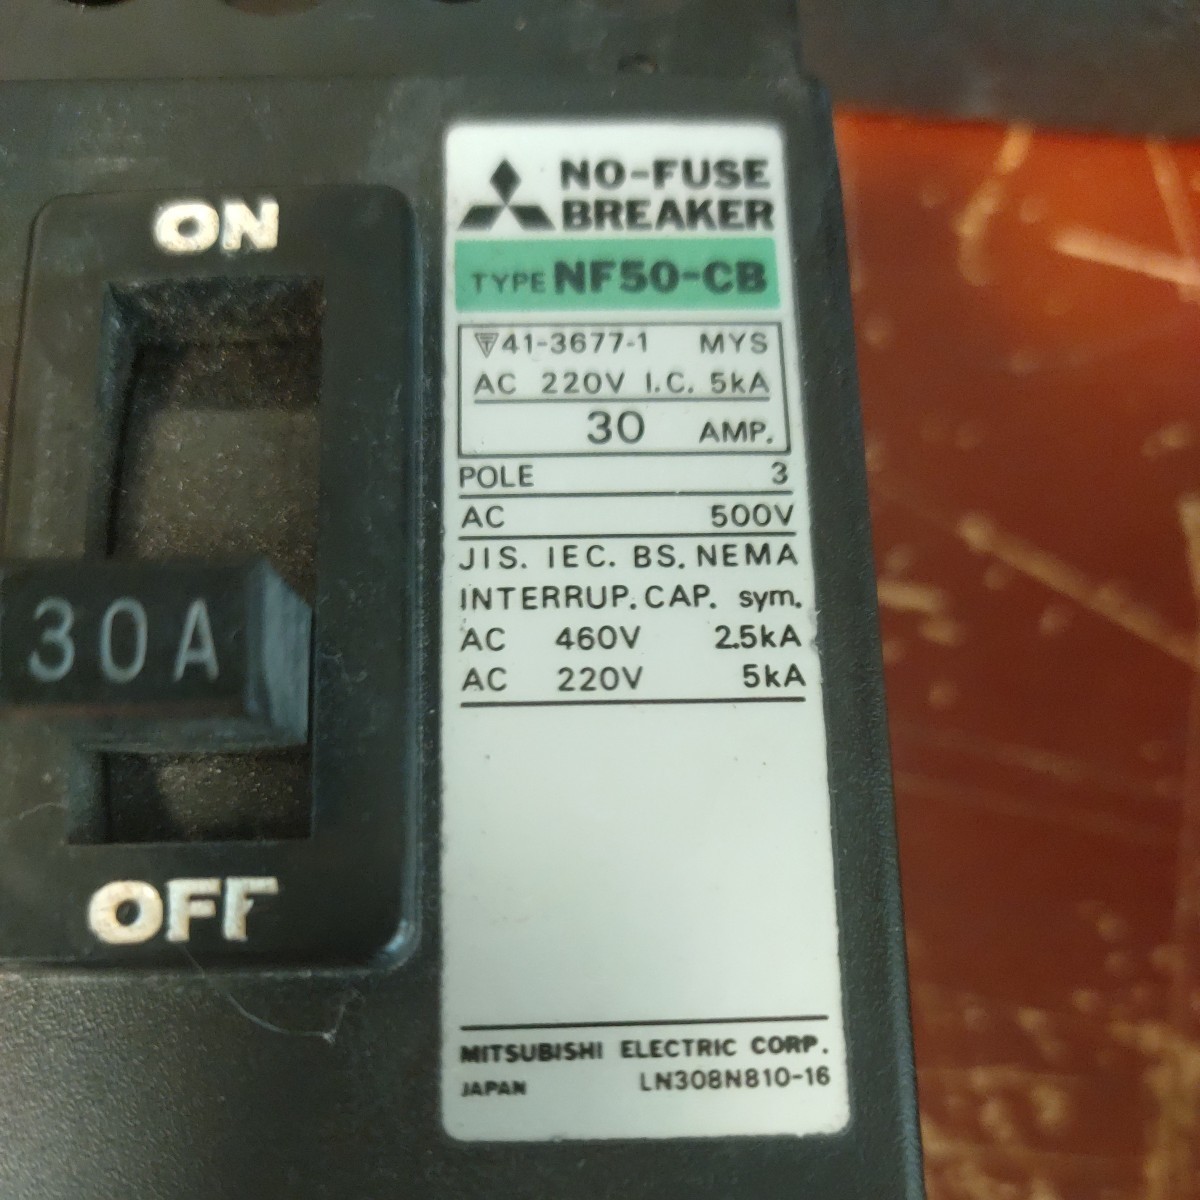 ON
30A
OFF
NO-FUSE
BREAKER
TYPE NF50-CB
41-3677-1 MYS
AC 220V I.C. 5kA
30 AMP.
POLE 3
AC 500V
JIS. IEC. BS. NEMA
INTERRUP. CAP. sym.
AC 460V 2.5kA
AC 220V 5kA
MITSUBISHI ELECTRIC CORP.
JAPAN LN308N810-16